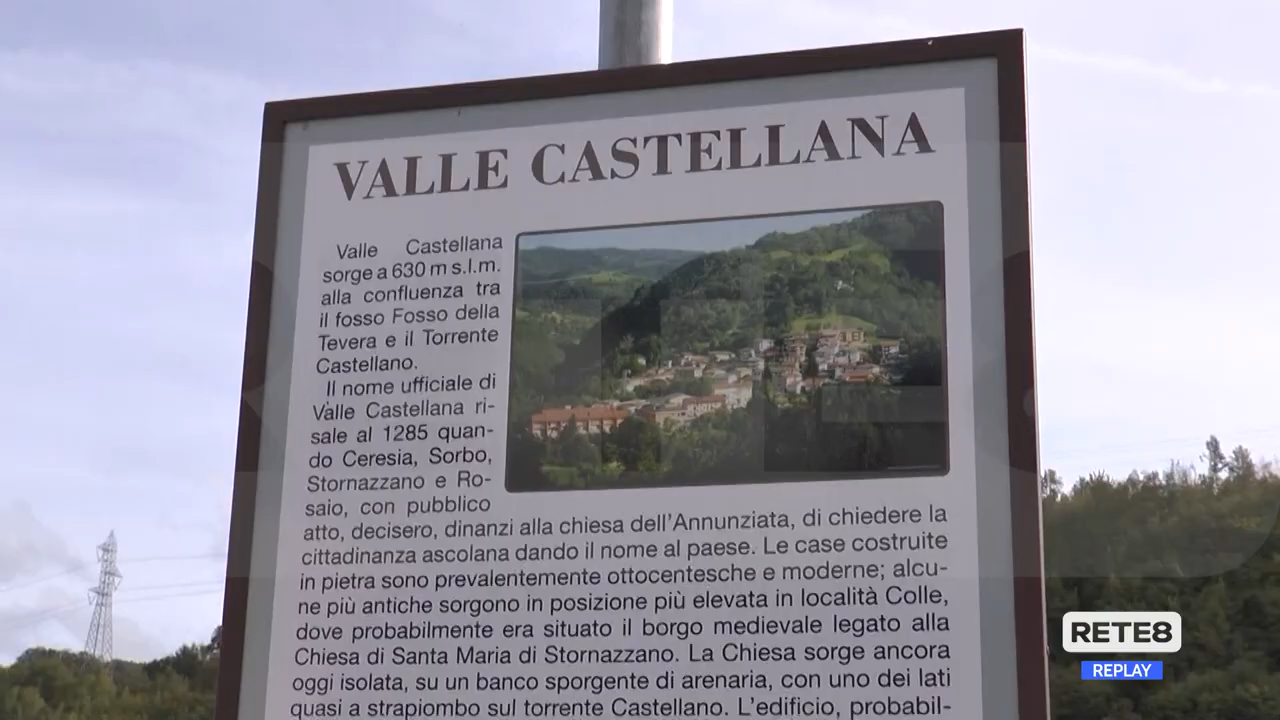 VALLE CASTELLANA
Valle Castellana
sorge a 630 m s.l.m.
alla confluenza tra
il fosso Fosso della
Tevera e il Torrente
Castellano.
Il nome ufficiale di
Valle Castellana ri-
sale al 1285 quan-
do Ceresia, Sorbo,
Stornazzano e Ro-
saio, con pubblico
atto, decisero, dinanzi alla chiesa dell'Annunziata, di chiedere la
cittadinanza ascolana dando il nome al paese. Le case costruite
in pietra sono prevalentemente ottocentesche e moderne; alcu-
ne più antiche sorgono in posizione più elevata in località Colle,
dove probabilmente era situato il borgo medievale legato alla
Chiesa di Santa Maria di Stornazzano. La Chiesa sorge ancora
oggi isolata, su un banco sporgente di arenaria, con uno dei lati
quasi a strapiombo sul torrente Castellano. L'edificio, probabil-
RETE8
REPLAY